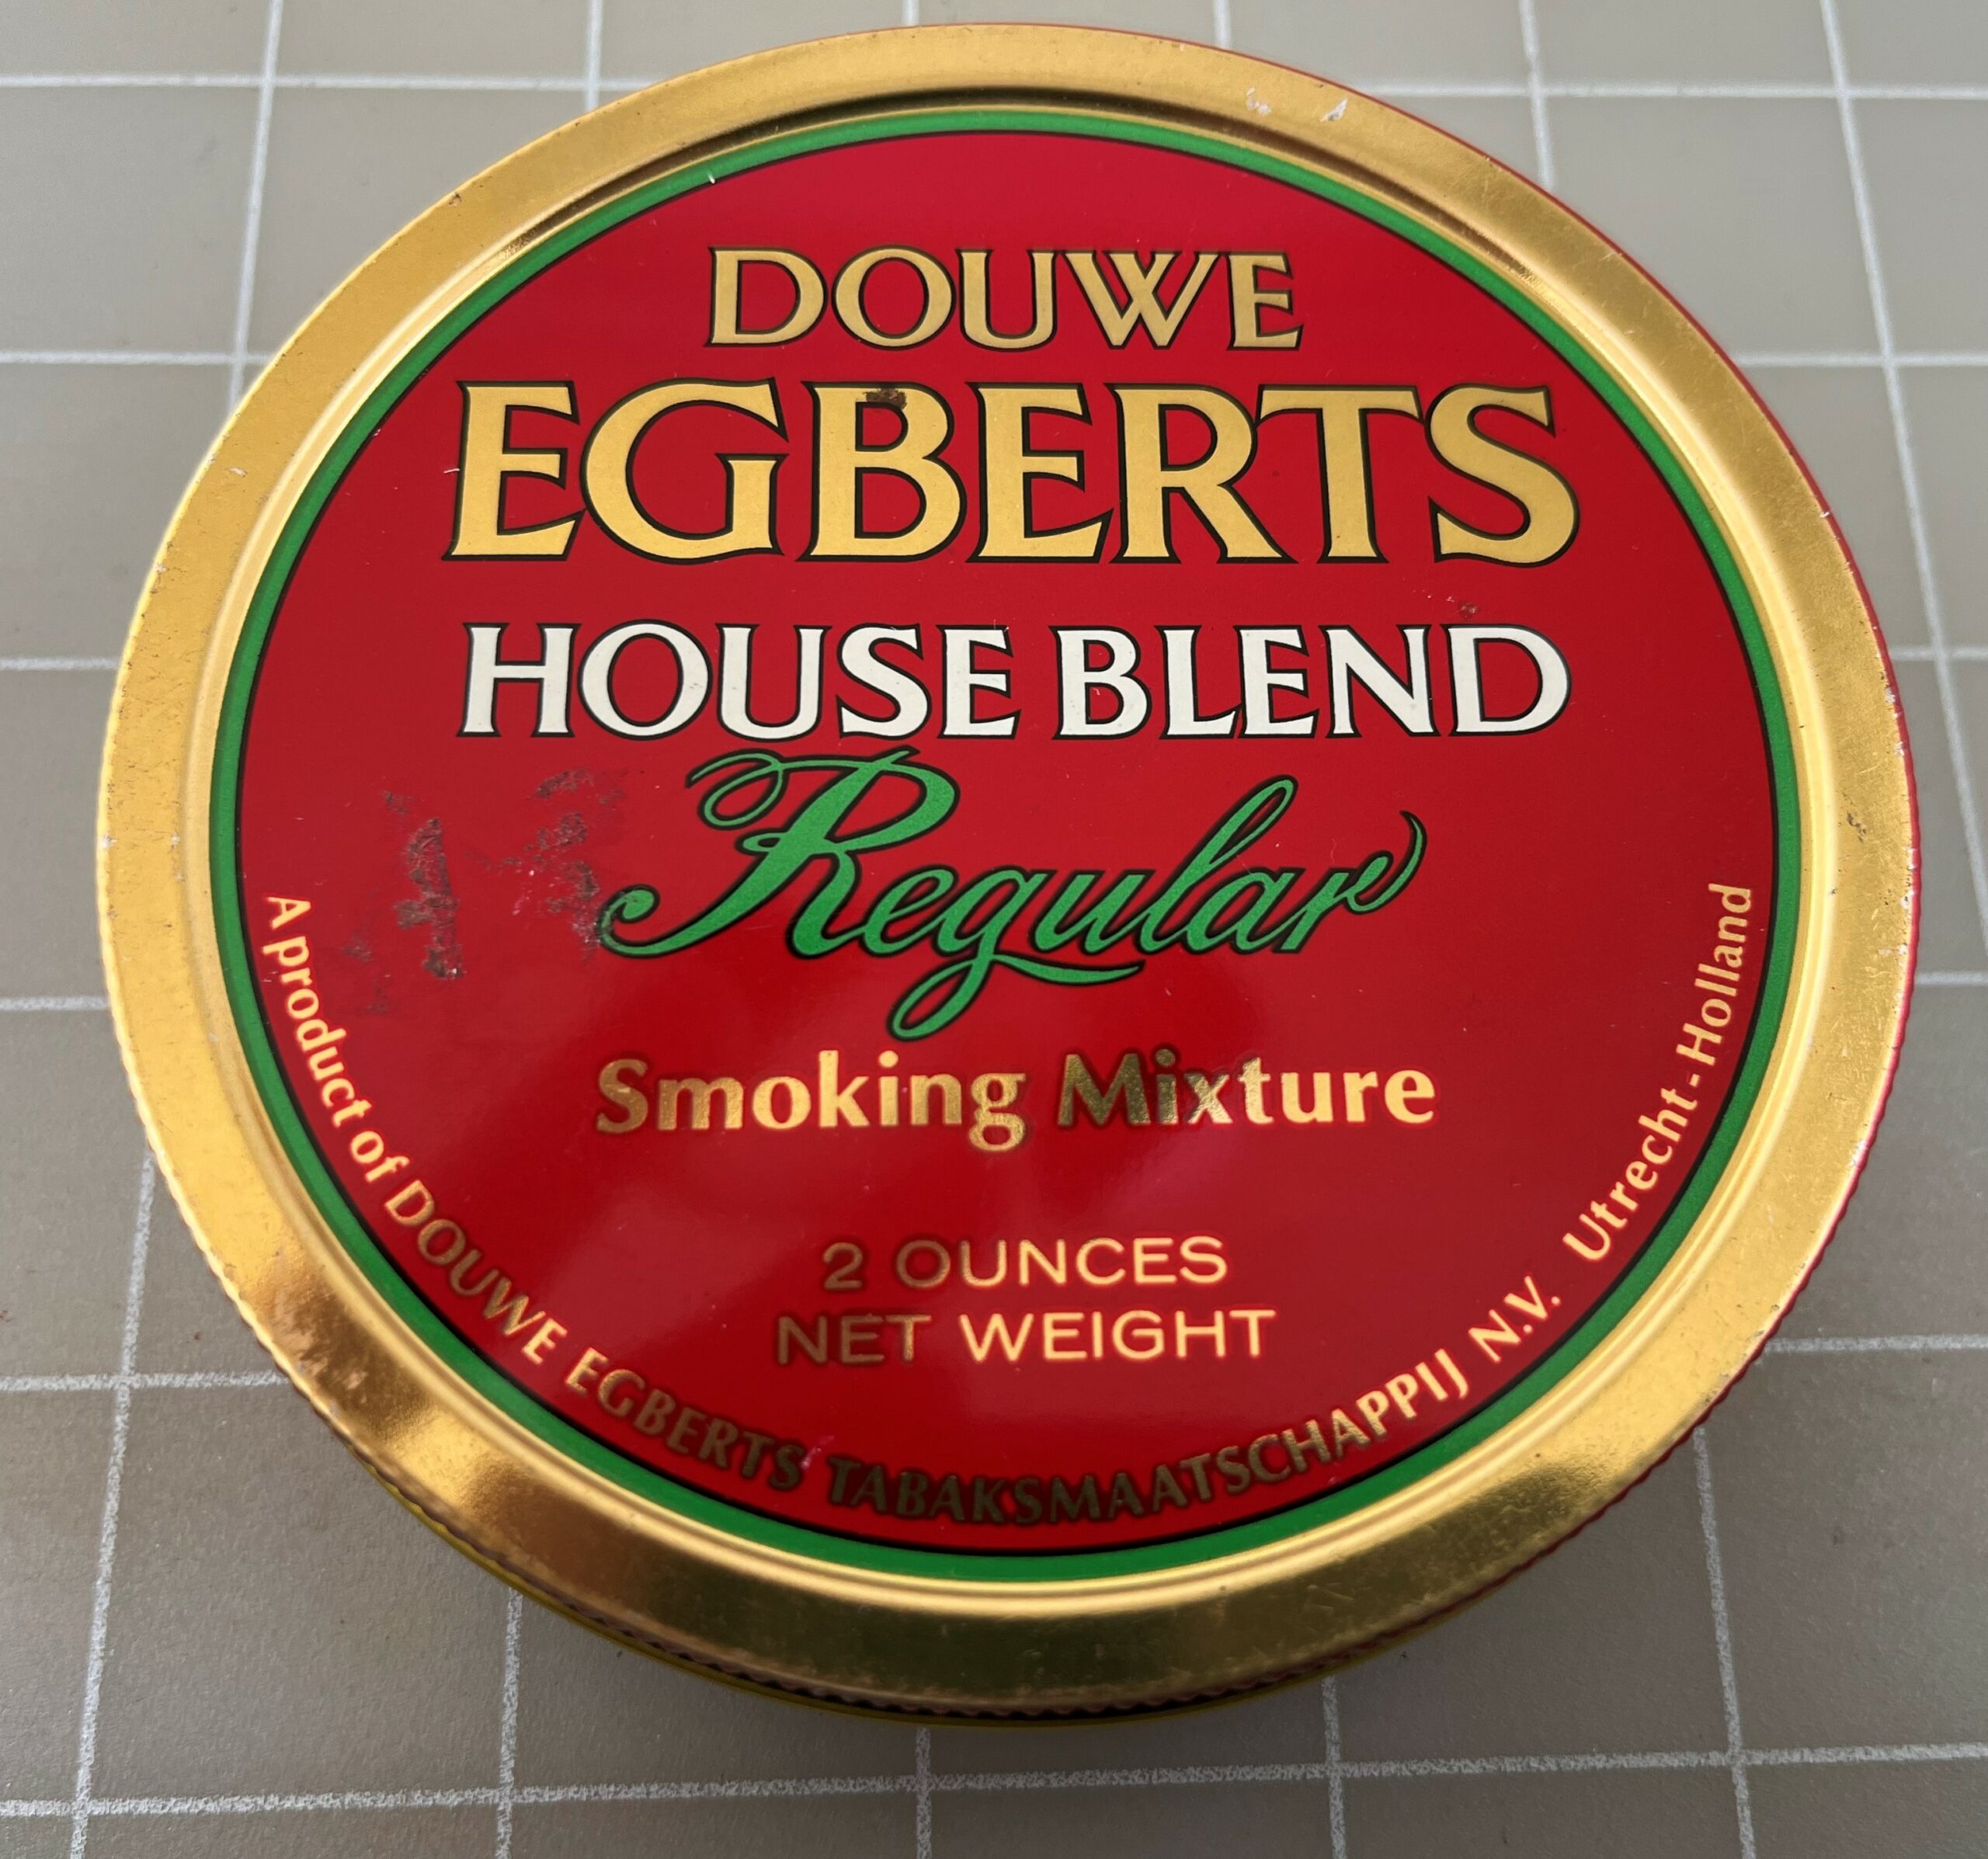 DOUWE
EGBERTS
HOUSE BLEND
Regular
Smoking Mixture
2 OUNCES
NET WEIGHT
A product of DOUWE EGBERTS TABAKSMAATSCHAPPIJ N.V. Utrecht-Holland